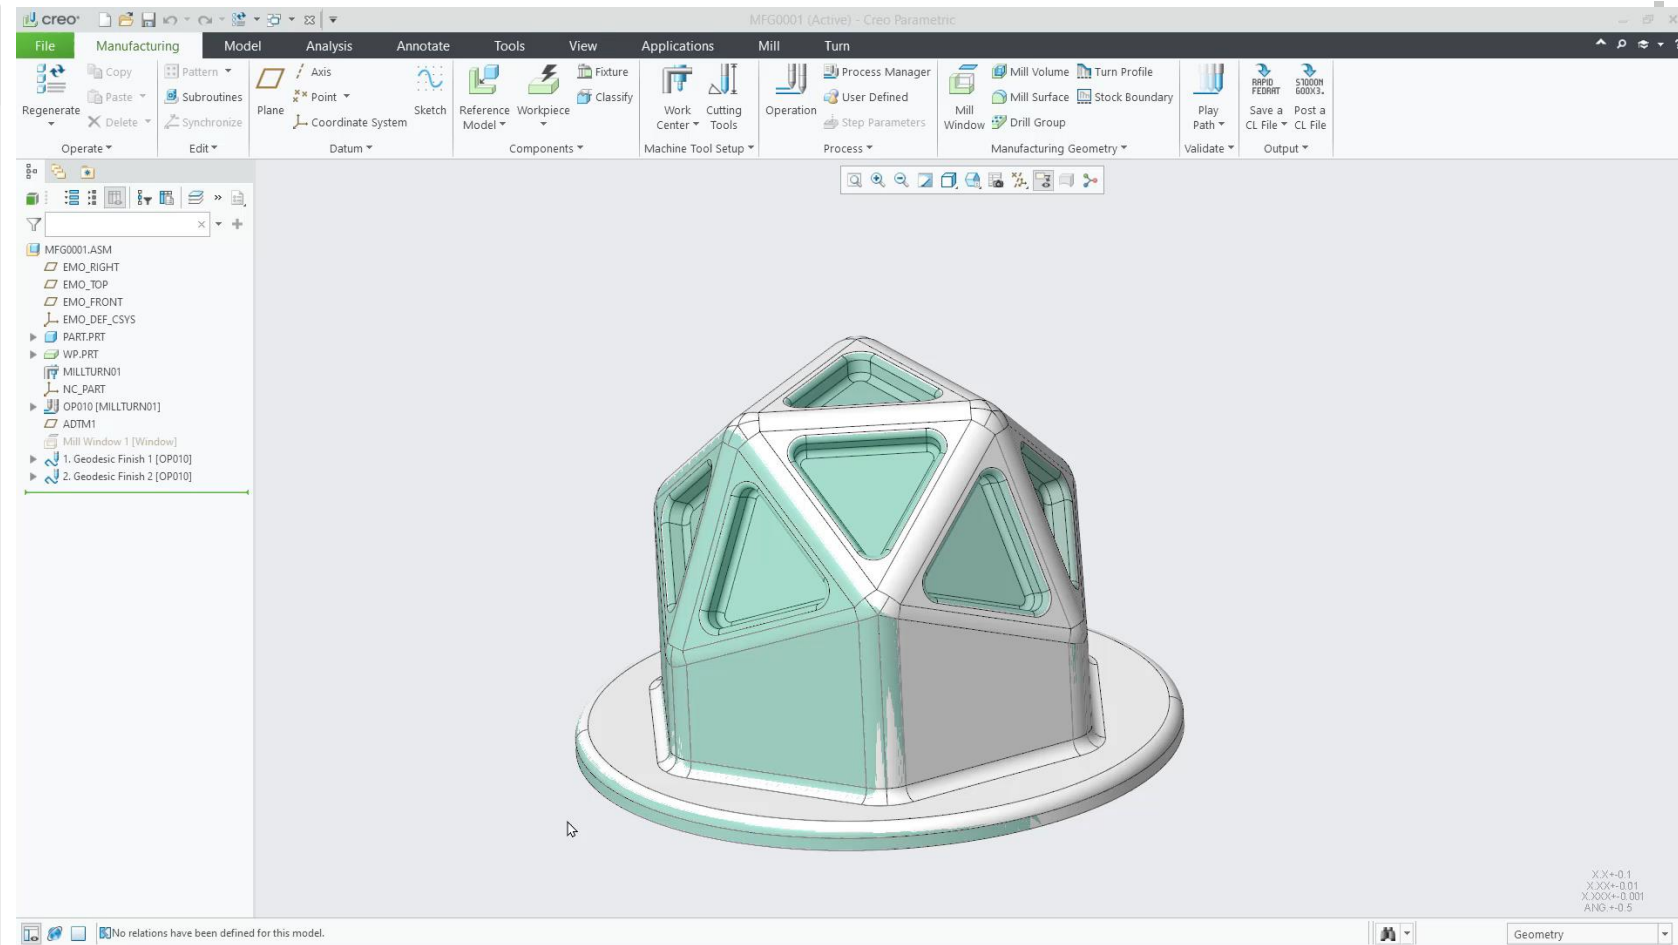 creo®
MFG0001 (Active) - Creo Parametric
File Manufacturing Model Analysis Annotate Tools View Applications Mill Turn
Regenerate
Copy
Paste
Delete
Operate
Pattern
Subroutines
Synchronize
Edit
Plane
Axis
Point
Coordinate System
Sketch
Datum
Reference Model
Workpiece
Fixture
Classify
Components
Work Center
Cutting Tools
Machine Tool Setup
Operation
Process Manager
User Defined
Step Parameters
Process
Mill Window
Mill Volume
Mill Surface
Drill Group
Turn Profile
Stock Boundary
Manufacturing Geometry
Play Path
Validate
RAPID
FEDRAT
Save a CL File
S1000M
G00X3.
Post a CL File
Output
MFG0001.ASM
EMO_RIGHT
EMO_TOP
EMO_FRONT
EMO_DEF_CSYS
PART.PRT
WP.PRT
MILLTURN01
NC_PART
OP010 [MILLTURN01]
ADTM1
Mill Window 1 [Window]
1. Geodesic Finish 1 [OP010]
2. Geodesic Finish 2 [OP010]
X.X+-0.1
X.XX+-0.01
X.XXX+-0.001
ANG.+-0.5
No relations have been defined for this model.
Geometry